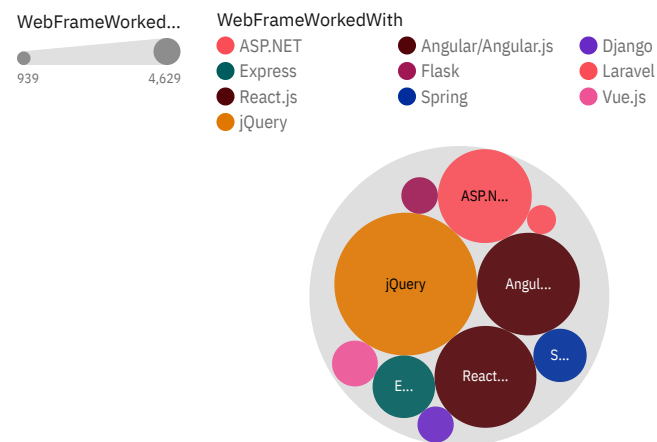 WebFrameWorked...
939
4,629
WebFrameWorkedWith
ASP.NET
Angular/Angular.js
Django
Express
Flask
Laravel
React.js
Spring
Vue.js
jQuery
ASP.N...
jQuery
Angul...
S...
React...
E...